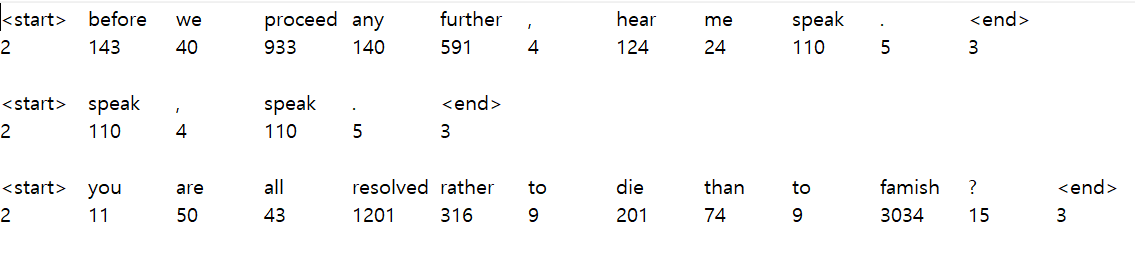 <start> before we proceed any further , hear me speak . <end>
2 143 40 933 140 591 4 124 24 110 5 3
<start> speak , speak . <end>
2 110 4 110 5 3
<start> you are all resolved rather to die than to famish ? <end>
2 11 50 43 1201 316 9 201 74 9 3034 15 3